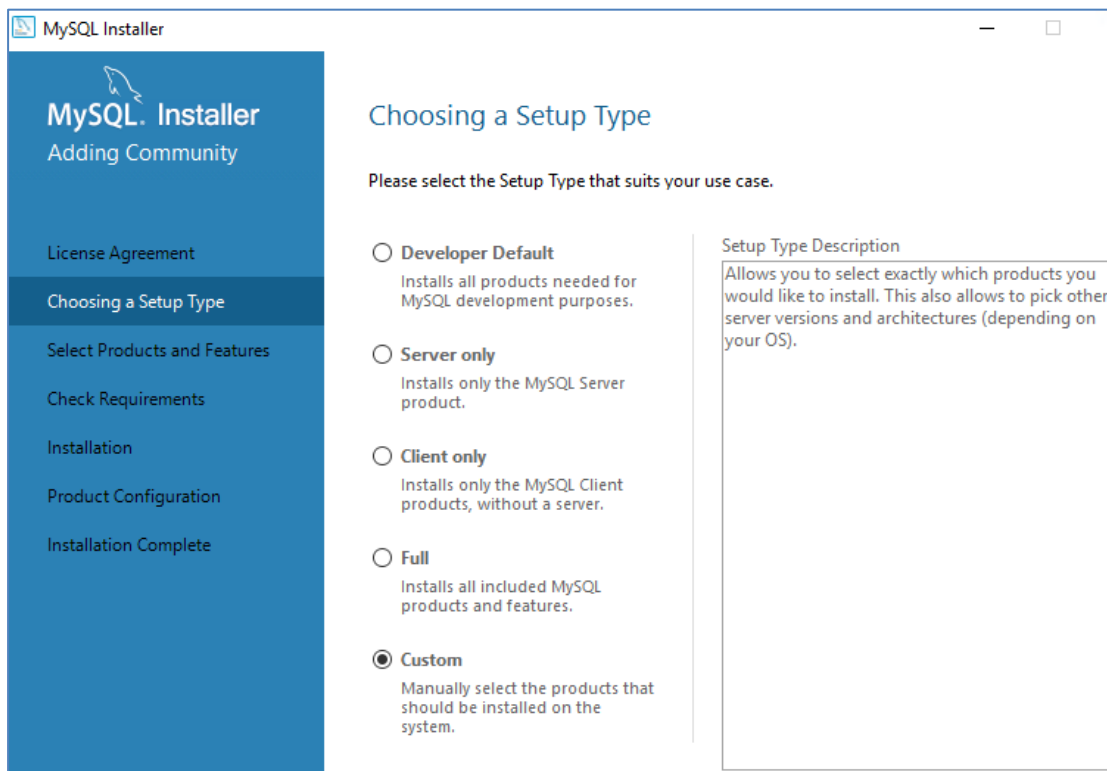 MySQL Installer
MySQL. Installer
Adding Community
License Agreement
Choosing a Setup Type
Select Products and Features
Check Requirements
Installation
Product Configuration
Installation Complete
Choosing a Setup Type
Please select the Setup Type that suits your use case.
Developer Default
Installs all products needed for
MySQL development purposes.
Server only
Installs only the MySQL Server
product.
Client only
Installs only the MySQL Client
products, without a server.
Full
Installs all included MySQL
products and features.
Custom
Manually select the products that
should be installed on the
system.
Setup Type Description
Allows you to select exactly which products you
would like to install. This also allows to pick other
server versions and architectures (depending on
your OS).